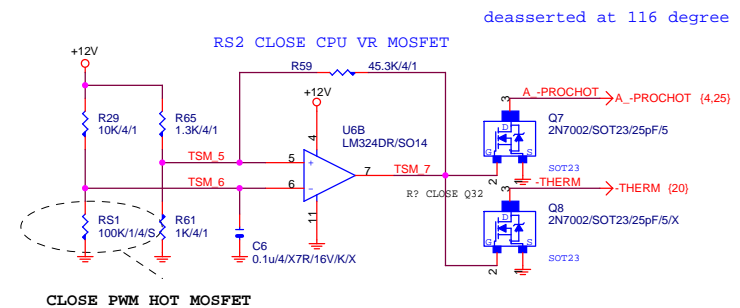 deasserted at 116 degree
RS2 CLOSE CPU VR MOSFET
+12V
R59
45.3K/4/1
+12V
A_-PROCHOT
A_-PROCHOT {4,25}
R29
10K/4/1
R65
1.3K/4/1
U6B
LM324DR/SO14
Q7
2N7002/SOT23/25pF/5
3
D
G
S
2
1
SOT23
TSM_5
5
4
+
7
TSM_7
TSM_6
6
-
11
R? CLOSE Q32
-THERM
-THERM {20}
3
Q8
2N7002/SOT23/25pF/5/X
D
G
S
2
1
SOT23
RS1
100K/1/4/S
R61
1K/4/1
C6
0.1u/4/X7R/16V/K/X
CLOSE PWM HOT MOSFET